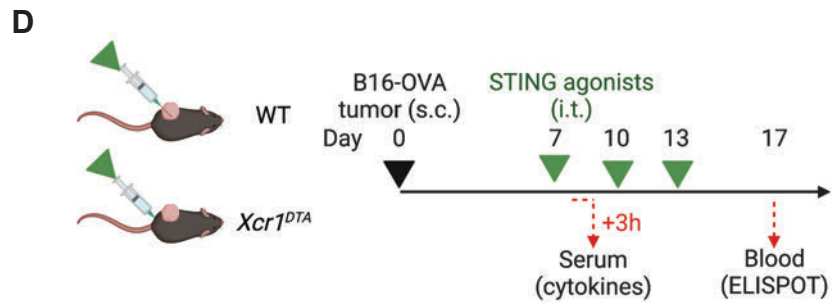 D
WT
Xcr1DTA
B16-OVA
tumor (s.c.)
STING agonists
(i.t.)
Day 0 7 10 13 17
+3h
Serum
(cytokines)
Blood
(ELISPOT)